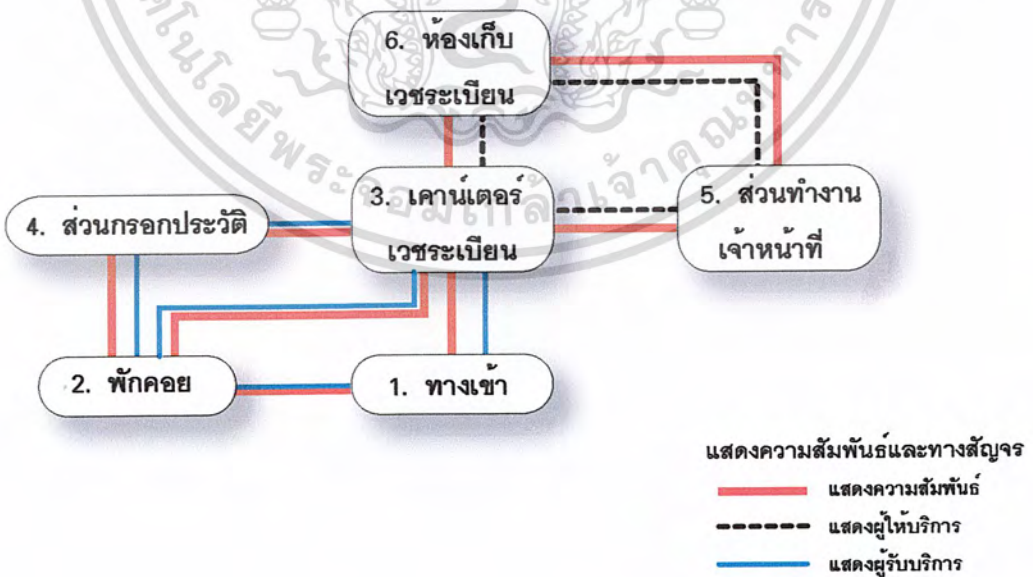 6. ห้องเก็บ
เวชระเบียน
3. เคาน์เตอร์
เวชระเบียน
4. ส่วนกรอกประวัติ
5. ส่วนทำงาน
เจ้าหน้าที่
2. พักคอย
1. ทางเข้า
แสดงความสัมพันธ์และทางสัญจร
แสดงความสัมพันธ์
แสดงผู้ให้บริการ
แสดงผู้รับบริการ